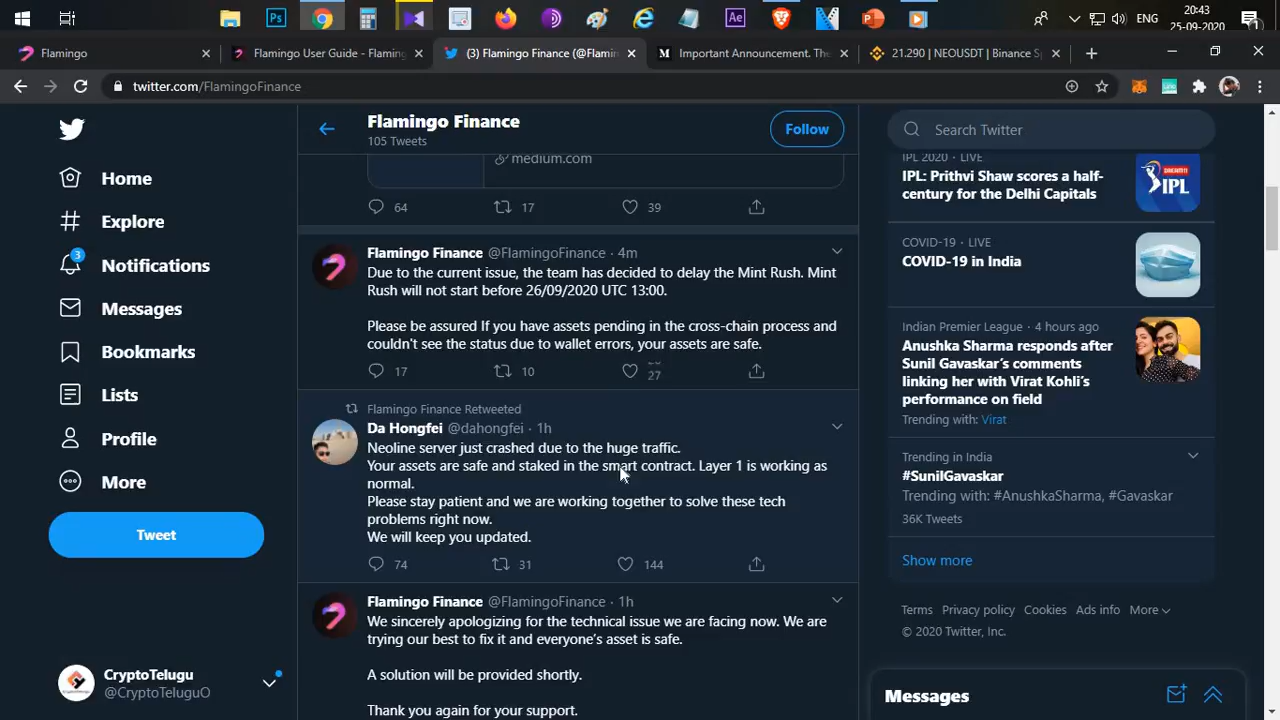 20:43
ENG
25-09-2020
Flamingo
Flamingo User Guide - Flaming
(3) Flamingo Finance (@Flamin
Important Announcement. The
21.290 | NEOUSDT | Binance Sp
twitter.com/FlamingoFinance
Home
Explore
3
Notifications
Messages
Bookmarks
Lists
Profile
More
Tweet
CryptoTelugu
@CryptoTeluguO
Flamingo Finance
105 Tweets
Follow
medium.com
64 17 39
Flamingo Finance @FlamingoFinance · 4m
Due to the current issue, the team has decided to delay the Mint Rush. Mint
Rush will not start before 26/09/2020 UTC 13:00.
Please be assured If you have assets pending in the cross-chain process and
couldn't see the status due to wallet errors, your assets are safe.
17 10 27
Flamingo Finance Retweeted
Da Hongfei @dahongfei · 1h
Neoline server just crashed due to the huge traffic.
Your assets are safe and staked in the smart contract. Layer 1 is working as
normal.
Please stay patient and we are working together to solve these tech
problems right now.
We will keep you updated.
74 31 144
Flamingo Finance @FlamingoFinance · 1h
We sincerely apologizing for the technical issue we are facing now. We are
trying our best to fix it and everyone's asset is safe.
A solution will be provided shortly.
Thank you again for your support.
Search Twitter
IPL 2020 · LIVE
IPL: Prithvi Shaw scores a half-
century for the Delhi Capitals
COVID-19 · LIVE
COVID-19 in India
Indian Premier League · 4 hours ago
Anushka Sharma responds after
Sunil Gavaskar's comments
linking her with Virat Kohli's
performance on field
Trending with: Virat
Trending in India
#SunilGavaskar
Trending with: #AnushkaSharma, #Gavaskar
36K Tweets
Show more
Terms Privacy policy Cookies Ads info More
© 2020 Twitter, Inc.
Messages